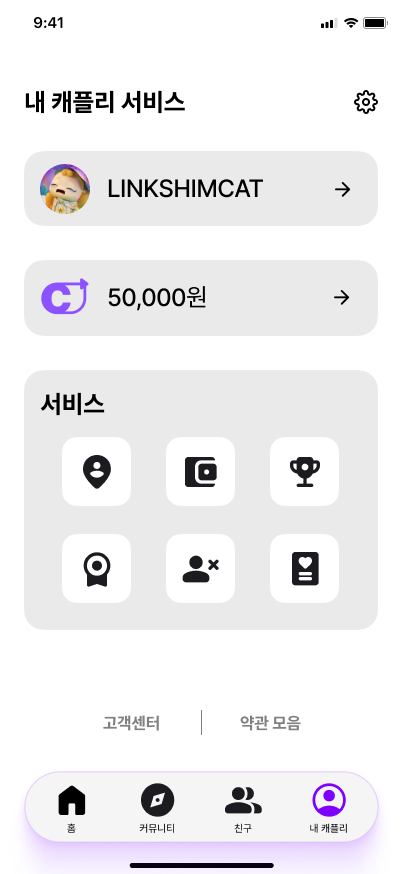 9:41
내 캐플리 서비스
LINKSHIMCAT
50,000원
서비스
고객센터
약관 모음
홈
커뮤니티
친구
내 캐플리